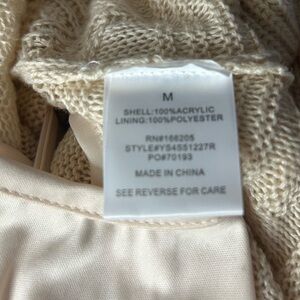 M
SHELL:100%ACRYLIC
LINING:100%POLYESTER
RN#166205
STYLE#YS4SS1227R
PO#70193
MADE IN CHINA
SEE REVERSE FOR CARE